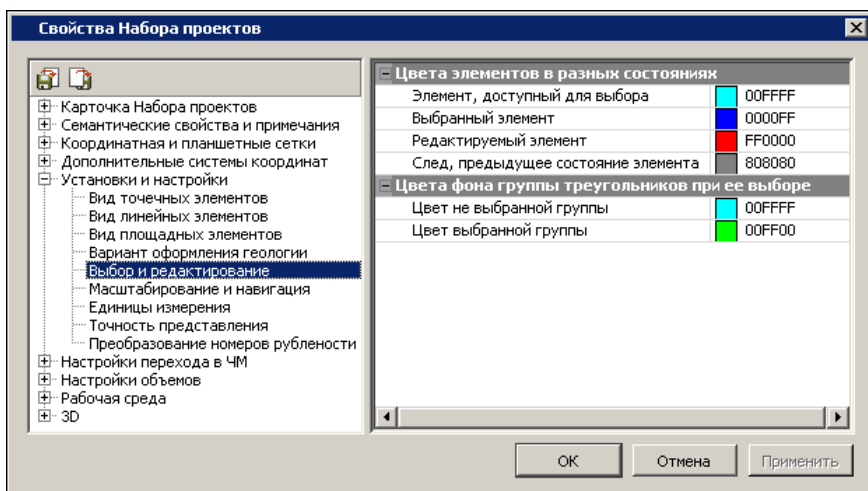 Свойства Набора проектов
Карточка Набора проектов
Семантические свойства и примечания
Координатная и планшетные сетки
Дополнительные системы координат
Установки и настройки
Вид точечных элементов
Вид линейных элементов
Вид площадных элементов
Вариант оформления геологии
Выбор и редактирование
Масштабирование и навигация
Единицы измерения
Точность представления
Преобразование номеров рублености
Настройки перехода в ЧМ
Настройки объемов
Рабочая среда
3D
Цвета элементов в разных состояниях
Элемент, доступный для выбора 00FFFF
Выбранный элемент 0000FF
Редактируемый элемент FF0000
След, предыдущее состояние элемента 808080
Цвета фона группы треугольников при ее выборе
Цвет не выбранной группы 00FFFF
Цвет выбранной группы 00FF00
ОК Отмена Применить